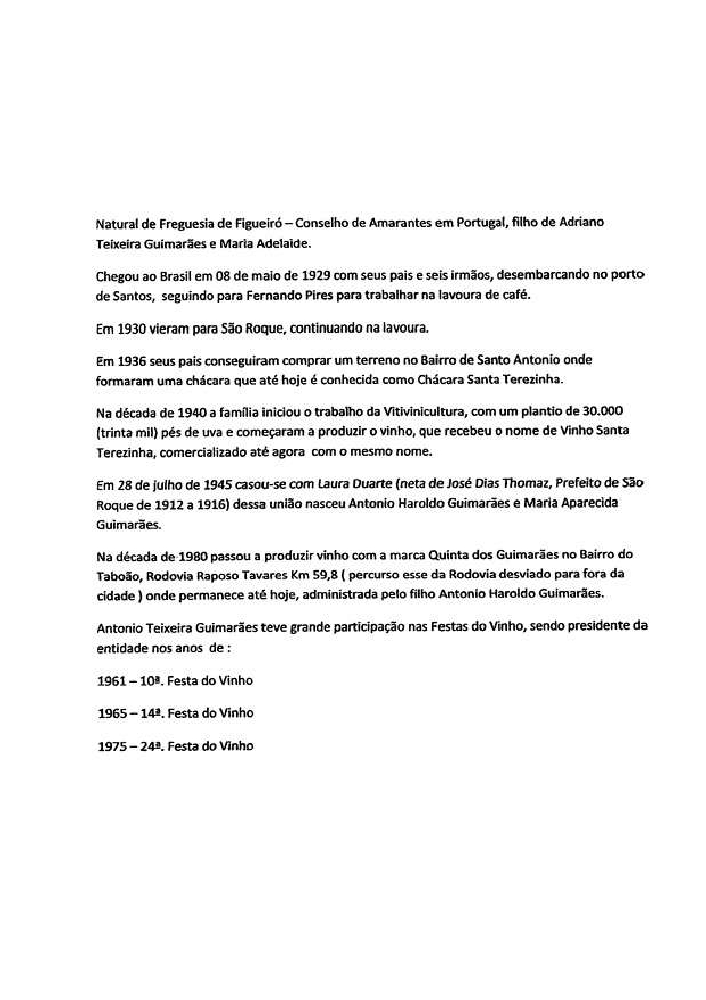 Natural de Freguesia de Figueiró – Conselho de Amarantes em Portugal, filho de Adriano
Teixeira Guimarães e Maria Adelaide.
Chegou ao Brasil em 08 de maio de 1929 com seus pais e seis irmãos, desembarcando no porto
de Santos, seguindo para Fernando Pires para trabalhar na lavoura de café.
Em 1930 vieram para São Roque, continuando na lavoura.
Em 1936 seus pais conseguiram comprar um terreno no Bairro de Santo Antonio onde
formaram uma chácara que até hoje é conhecida como Chácara Santa Terezinha.
Na década de 1940 a família iniciou o trabalho da Vitivinicultura, com um plantio de 30.000
(trinta mil) pés de uva e começaram a produzir o vinho, que recebeu o nome de Vinho Santa
Terezinha, comercializado até agora com o mesmo nome.
Em 28 de julho de 1945 casou-se com Laura Duarte (neta de José Dias Thomaz, Prefeito de São
Roque de 1912 a 1916) dessa união nasceu Antonio Haroldo Guimarães e Maria Aparecida
Guimarães.
Na década de 1980 passou a produzir vinho com a marca Quinta dos Guimarães no Bairro do
Taboão, Rodovia Raposo Tavares Km 59,8 ( percurso esse da Rodovia desviado para fora da
cidade ) onde permanece até hoje, administrada pelo filho Antonio Haroldo Guimarães.
Antonio Teixeira Guimarães teve grande participação nas Festas do Vinho, sendo presidente da
entidade nos anos de :
1961 – 10ª. Festa do Vinho
1965 – 14ª. Festa do Vinho
1975 – 24ª. Festa do Vinho